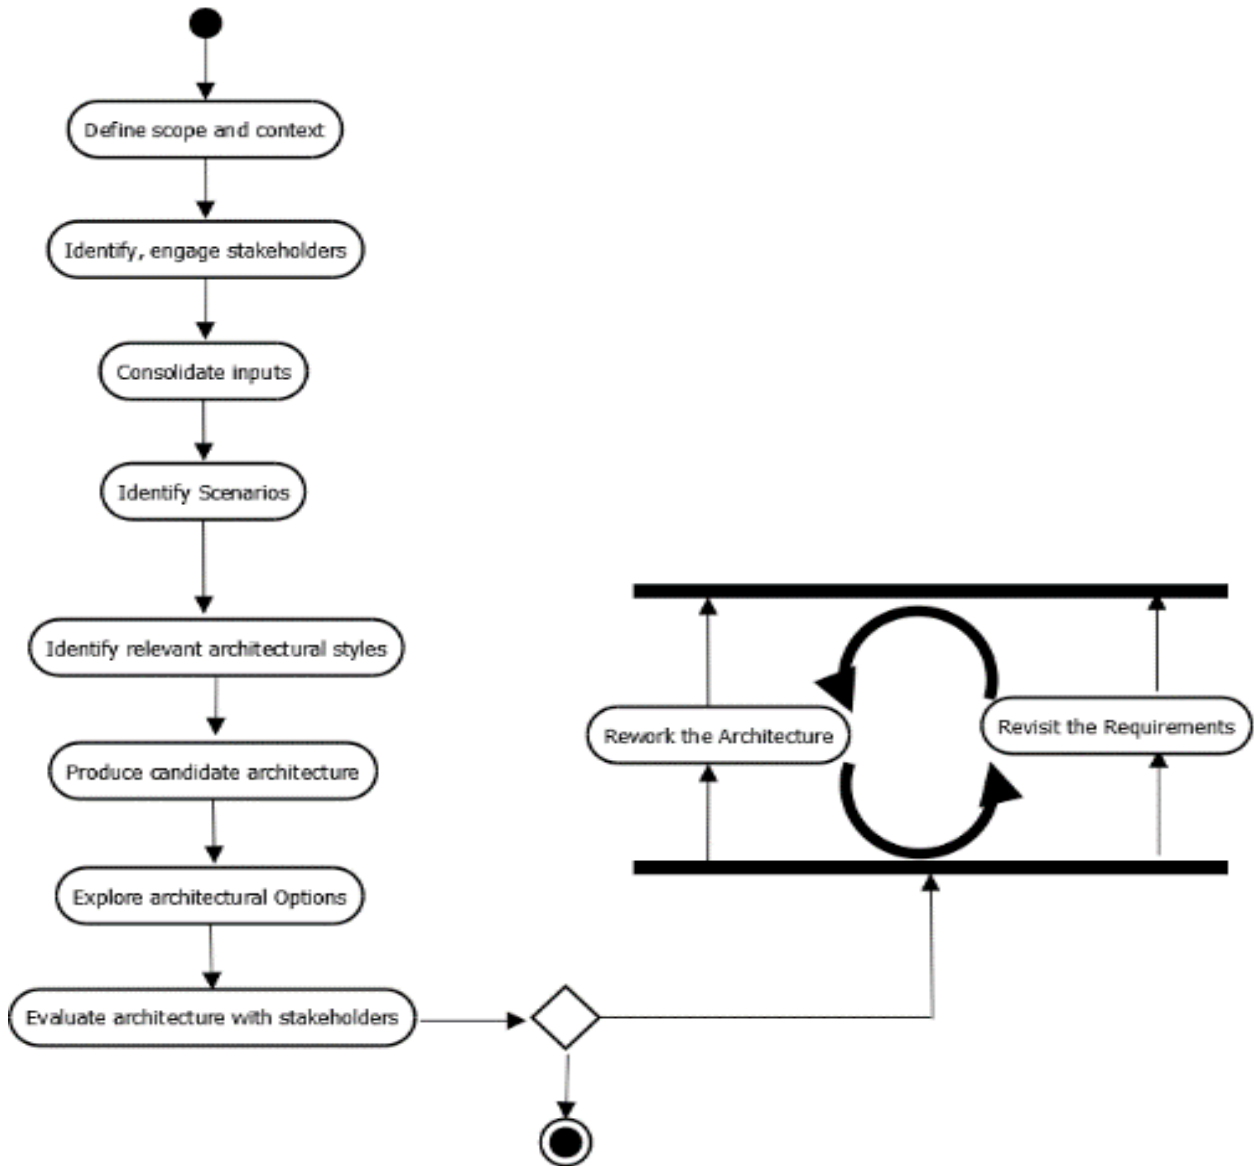 Define scope and context
Identify, engage stakeholders
Consolidate inputs
Identify Scenarios
Identify relevant architectural styles
Rework the Architecture
Revisit the Requirements
Produce candidate architecture
Explore architectural Options
Evaluate architecture with stakeholders